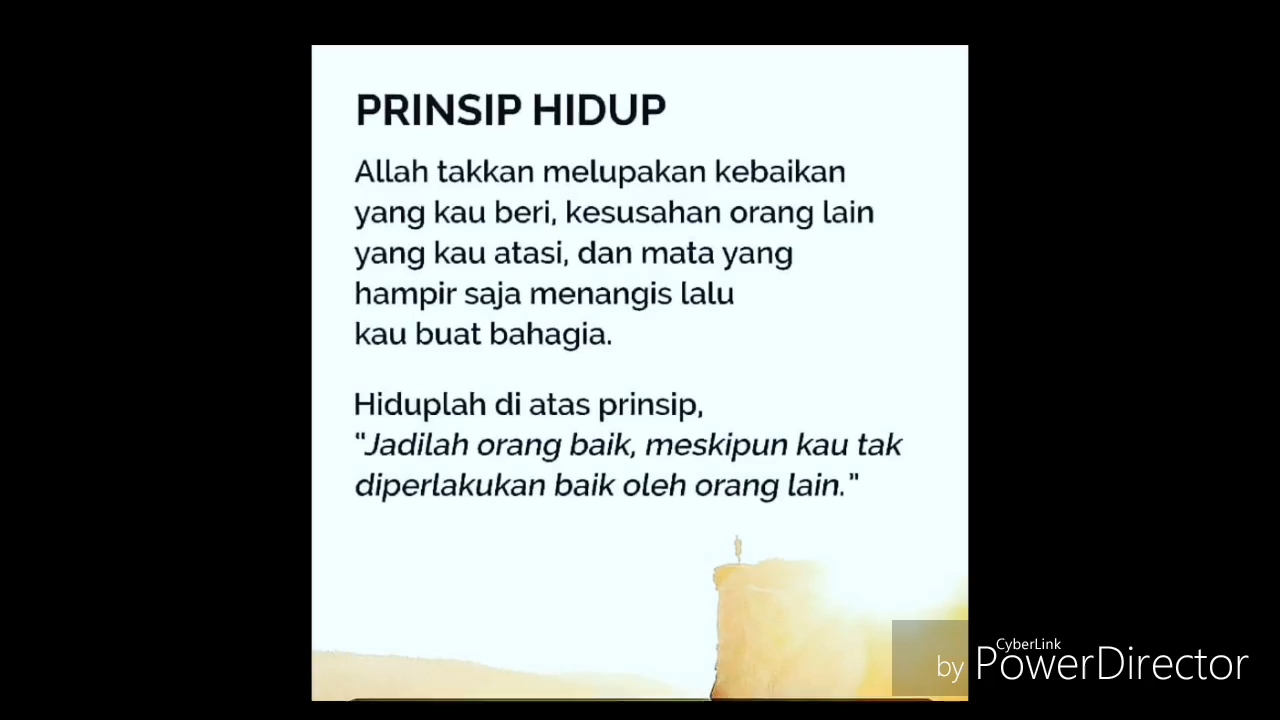 PRINSIP HIDUP
Allah takkan melupakan kebaikan
yang kau beri, kesusahan orang lain
yang kau atasi, dan mata yang
hampir saja menangis lalu
kau buat bahagia.
Hiduplah di atas prinsip,
"Jadilah orang baik, meskipun kau tak
diperlakukan baik oleh orang lain."
CyberLink
by PowerDirector